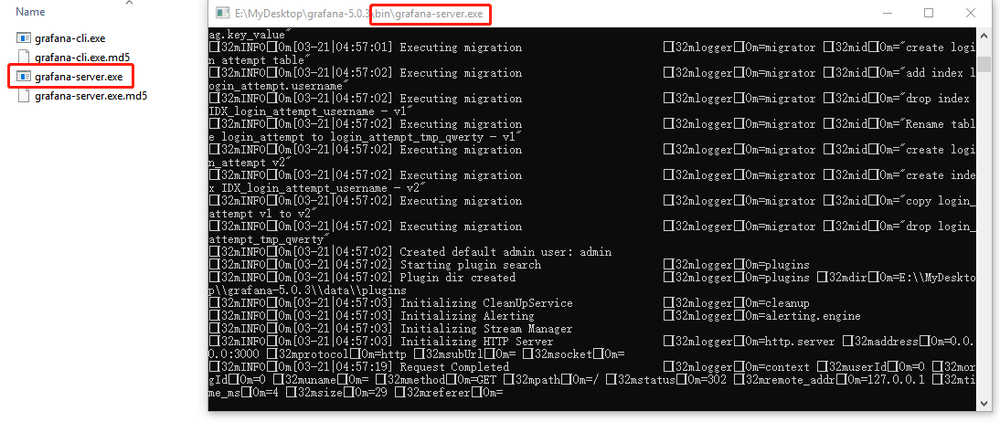 Name
grafana-cli.exe
grafana-cli.exe.md5
grafana-server.exe
grafana-server.exe.md5
E:\MyDesktop\grafana-5.0.3\bin\grafana-server.exe
ag.key_value"
□[32mINFO□[0m[03-21|04:57:01] Executing migration □[32mlogger□[0m=migrator □[32mid□[0m="create logi
n attempt table"
□[32mINFO□[0m[03-21|04:57:02] Executing migration □[32mlogger□[0m=migrator □[32mid□[0m="add index l
ogin_attempt.username"
□[32mINFO□[0m[03-21|04:57:02] Executing migration □[32mlogger□[0m=migrator □[32mid□[0m="drop index
IDX_login_attempt_username - v1"
□[32mINFO□[0m[03-21|04:57:02] Executing migration □[32mlogger□[0m=migrator □[32mid□[0m="Rename tabl
e login_attempt to login_attempt_tmp_qwerty - v1"
□[32mINFO□[0m[03-21|04:57:02] Executing migration □[32mlogger□[0m=migrator □[32mid□[0m="create logi
n_attempt v2"
□[32mINFO□[0m[03-21|04:57:02] Executing migration □[32mlogger□[0m=migrator □[32mid□[0m="create inde
x IDX_login_attempt_username - v2"
□[32mINFO□[0m[03-21|04:57:02] Executing migration □[32mlogger□[0m=migrator □[32mid□[0m="copy login_
attempt v1 to v2"
□[32mINFO□[0m[03-21|04:57:02] Executing migration □[32mlogger□[0m=migrator □[32mid□[0m="drop login_
attempt_tmp_qwerty"
□[32mINFO□[0m[03-21|04:57:02] Created default admin user: admin
□[32mINFO□[0m[03-21|04:57:02] Starting plugin search □[32mlogger□[0m=plugins
□[32mINFO□[0m[03-21|04:57:02] Plugin dir created □[32mlogger□[0m=plugins □[32mdir□[0m=E:\\MyDeskto
p\\grafana-5.0.3\\data\\plugins
□[32mINFO□[0m[03-21|04:57:03] Initializing CleanUpService □[32mlogger□[0m=cleanup
□[32mINFO□[0m[03-21|04:57:03] Initializing Alerting □[32mlogger□[0m=alerting.engine
□[32mINFO□[0m[03-21|04:57:03] Initializing Stream Manager
□[32mINFO□[0m[03-21|04:57:03] Initializing HTTP Server □[32mlogger□[0m=http.server □[32maddress□[0m=0.0.
0.0:3000 □[32mprotocol□[0m=http □[32msubUrl□[0m= □[32msocket□[0m=
□[32mINFO□[0m[03-21|04:57:19] Request Completed □[32mlogger□[0m=context □[32muserId□[0m=0 □[32mor
gId□[0m=0 □[32muname□[0m= □[32mmethod□[0m=GET □[32mpath□[0m=/ □[32mstatus□[0m=302 □[32mremote_addr□[0m=127.0.0.1 □[32mti
me_ms□[0m=4 □[32msize□[0m=29 □[32mreferer□[0m=